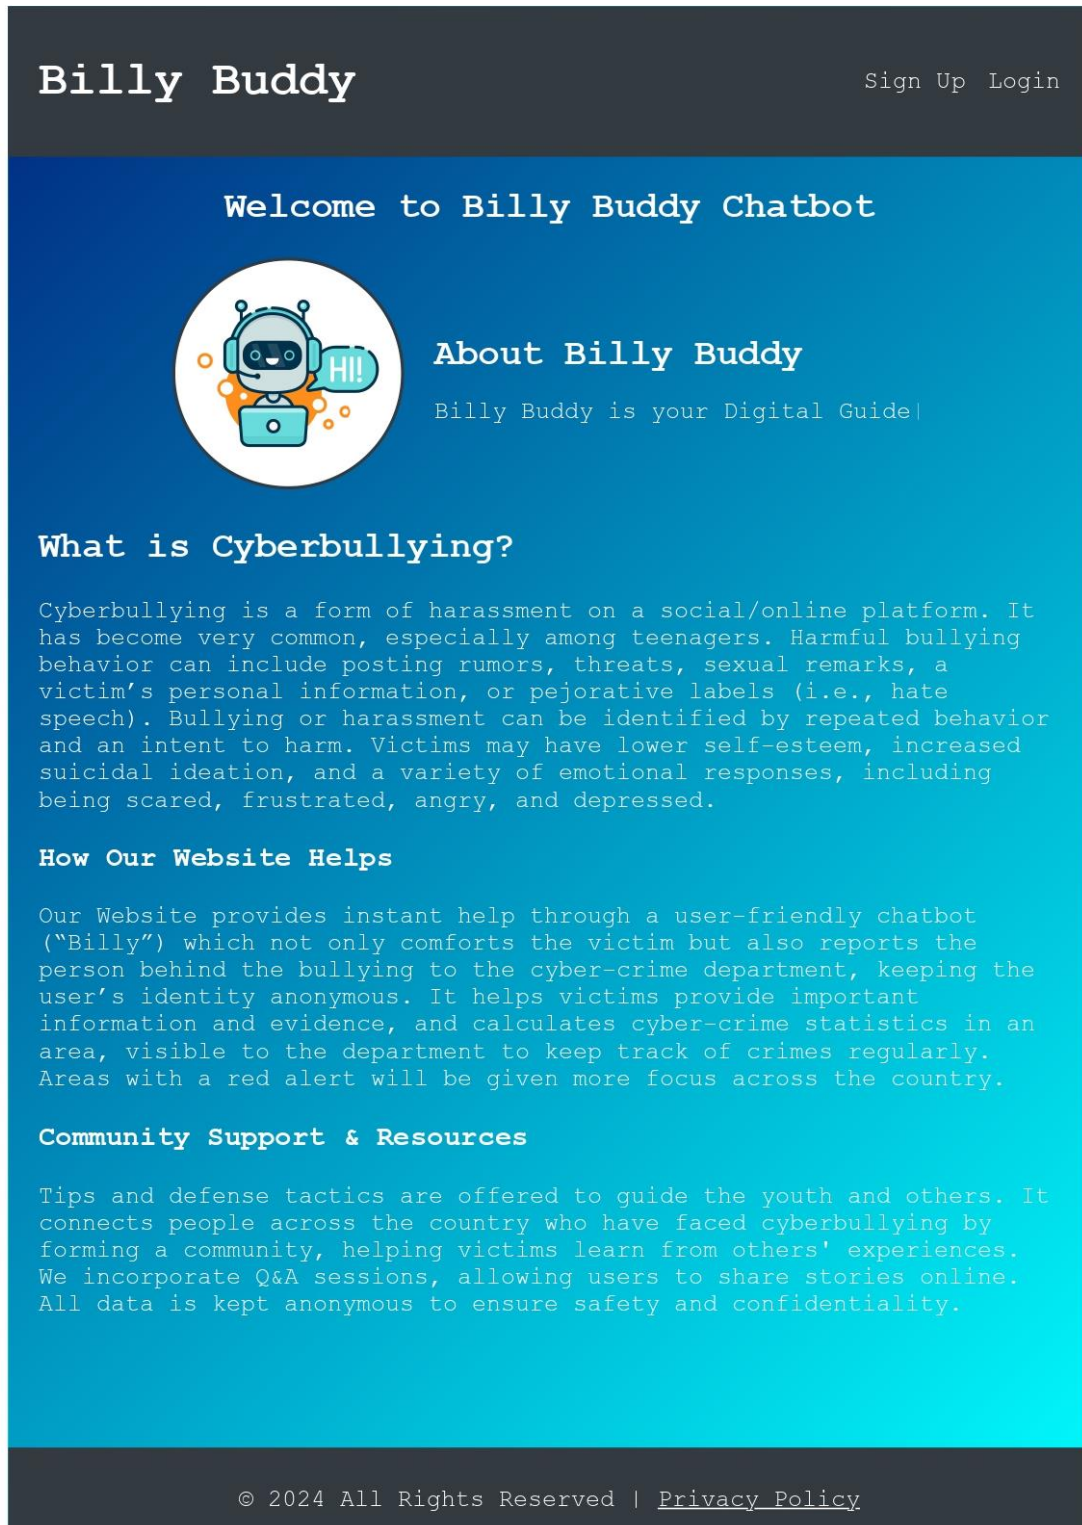 Billy Buddy
Sign Up Login
Welcome to Billy Buddy Chatbot
HI!
About Billy Buddy
Billy Buddy is your Digital Guide|
What is Cyberbullying?
Cyberbullying is a form of harassment on a social/online platform. It
has become very common, especially among teenagers. Harmful bullying
behavior can include posting rumors, threats, sexual remarks, a
victim’s personal information, or pejorative labels (i.e., hate
speech). Bullying or harassment can be identified by repeated behavior
and an intent to harm. Victims may have lower self-esteem, increased
suicidal ideation, and a variety of emotional responses, including
being scared, frustrated, angry, and depressed.
How Our Website Helps
Our Website provides instant help through a user-friendly chatbot
(“Billy”) which not only comforts the victim but also reports the
person behind the bullying to the cyber-crime department, keeping the
user’s identity anonymous. It helps victims provide important
information and evidence, and calculates cyber-crime statistics in an
area, visible to the department to keep track of crimes regularly.
Areas with a red alert will be given more focus across the country.
Community Support & Resources
Tips and defense tactics are offered to guide the youth and others. It
connects people across the country who have faced cyberbullying by
forming a community, helping victims learn from others' experiences.
We incorporate Q&A sessions, allowing users to share stories online.
All data is kept anonymous to ensure safety and confidentiality.
© 2024 All Rights Reserved | Privacy Policy